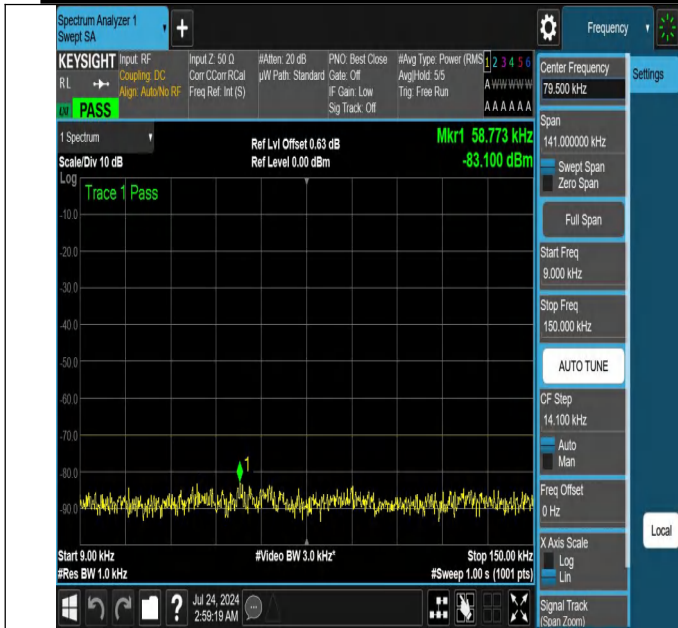 Spectrum Analyzer 1
Swept SA
Frequency
KEYSIGHT
RL
LXI
PASS
Input: RF
Coupling: DC
Align: Auto/No RF
Input Z: 50 Ω
Corr CCorr RCal
Freq Ref: Int (S)
#Atten: 20 dB
µW Path: Standard
PNO: Best Close
Gate: Off
IF Gain: Low
Sig Track: Off
#Avg Type: Power (RMS
Avg|Hold: 5/5
Trig: Free Run
1 2 3 4 5 6
A W W W W W
A A A A A A
1 Spectrum
Scale/Div 10 dB
Ref Lvl Offset 0.63 dB
Ref Level 0.00 dBm
Mkr1 58.773 kHz
-83.100 dBm
Log
Trace 1 Pass
-10.0
-20.0
-30.0
-40.0
-50.0
-60.0
-70.0
-80.0
-90.0
1
Start 9.00 kHz
#Res BW 1.0 kHz
#Video BW 3.0 kHz*
Stop 150.00 kHz
#Sweep 1.00 s (1001 pts)
Jul 24, 2024
2:59:19 AM
?
Center Frequency
79.500 kHz
Settings
Span
141.000000 kHz
Swept Span
Zero Span
Full Span
Start Freq
9.000 kHz
Stop Freq
150.000 kHz
AUTO TUNE
CF Step
14.100 kHz
Auto
Man
Freq Offset
0 Hz
X Axis Scale
Log
Lin
Local
Signal Track
(Span Zoom)